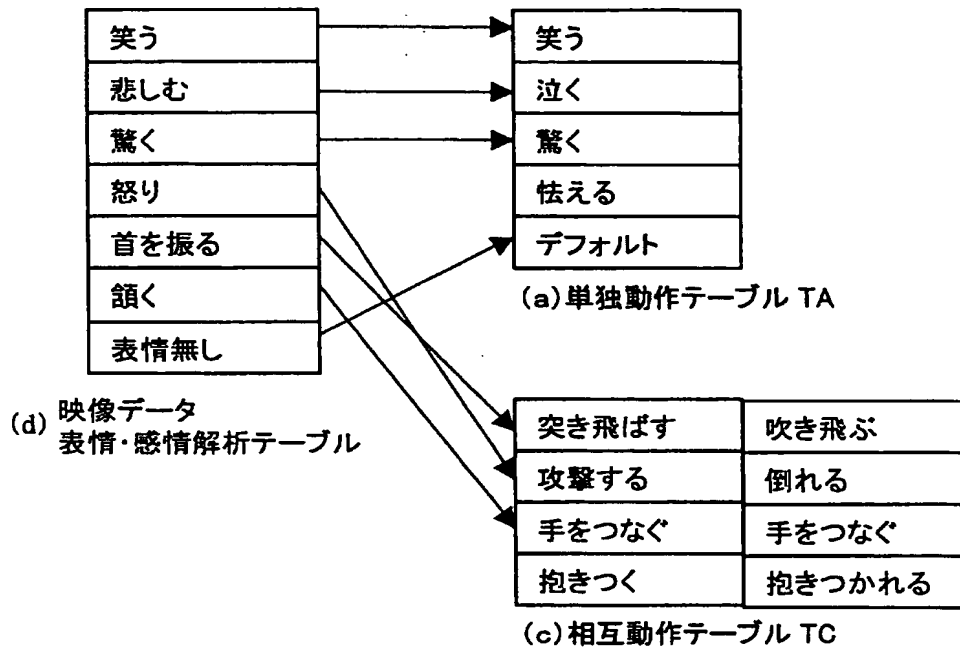 笑う
悲しむ
驚く
怒り
首を振る
頷く
表情無し
(d) 映像データ
表情・感情解析テーブル
笑う
泣く
驚く
怯える
デフォルト
(a)単独動作テーブル TA
突き飛ばす 吹き飛ぶ
攻撃する 倒れる
手をつなぐ 手をつなぐ
抱きつく 抱きつかれる
(c)相互動作テーブル TC